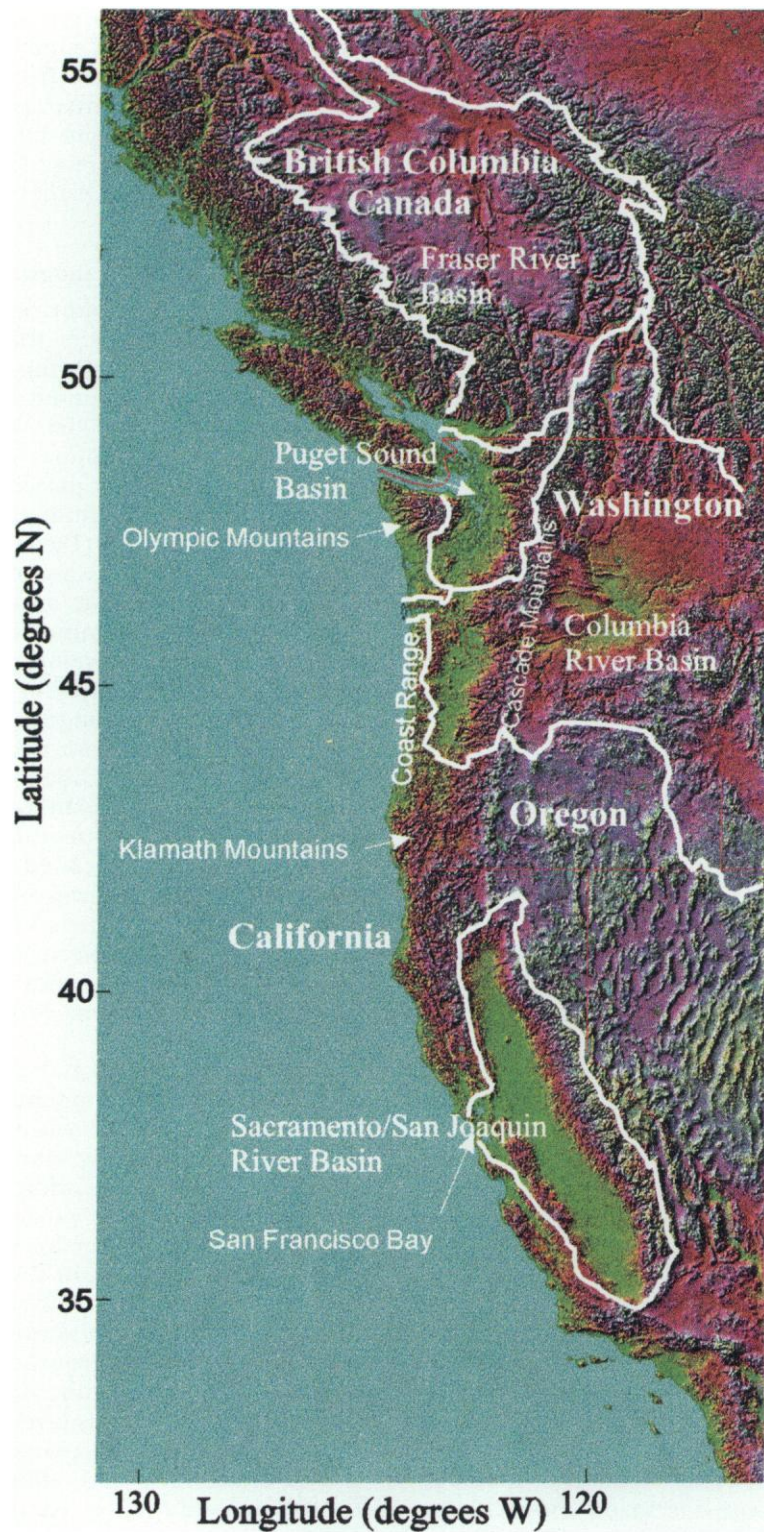 55
British Columbia
Canada
Fraser River
Basin
50
Puget Sound
Basin
Washington
Olympic Mountains
Cascade Mountains
Columbia
River Basin
Coast Range
45
Latitude (degrees N)
Oregon
Klamath Mountains
California
40
Sacramento/San Joaquin
River Basin
San Francisco Bay
35
130
Longitude (degrees W)
120